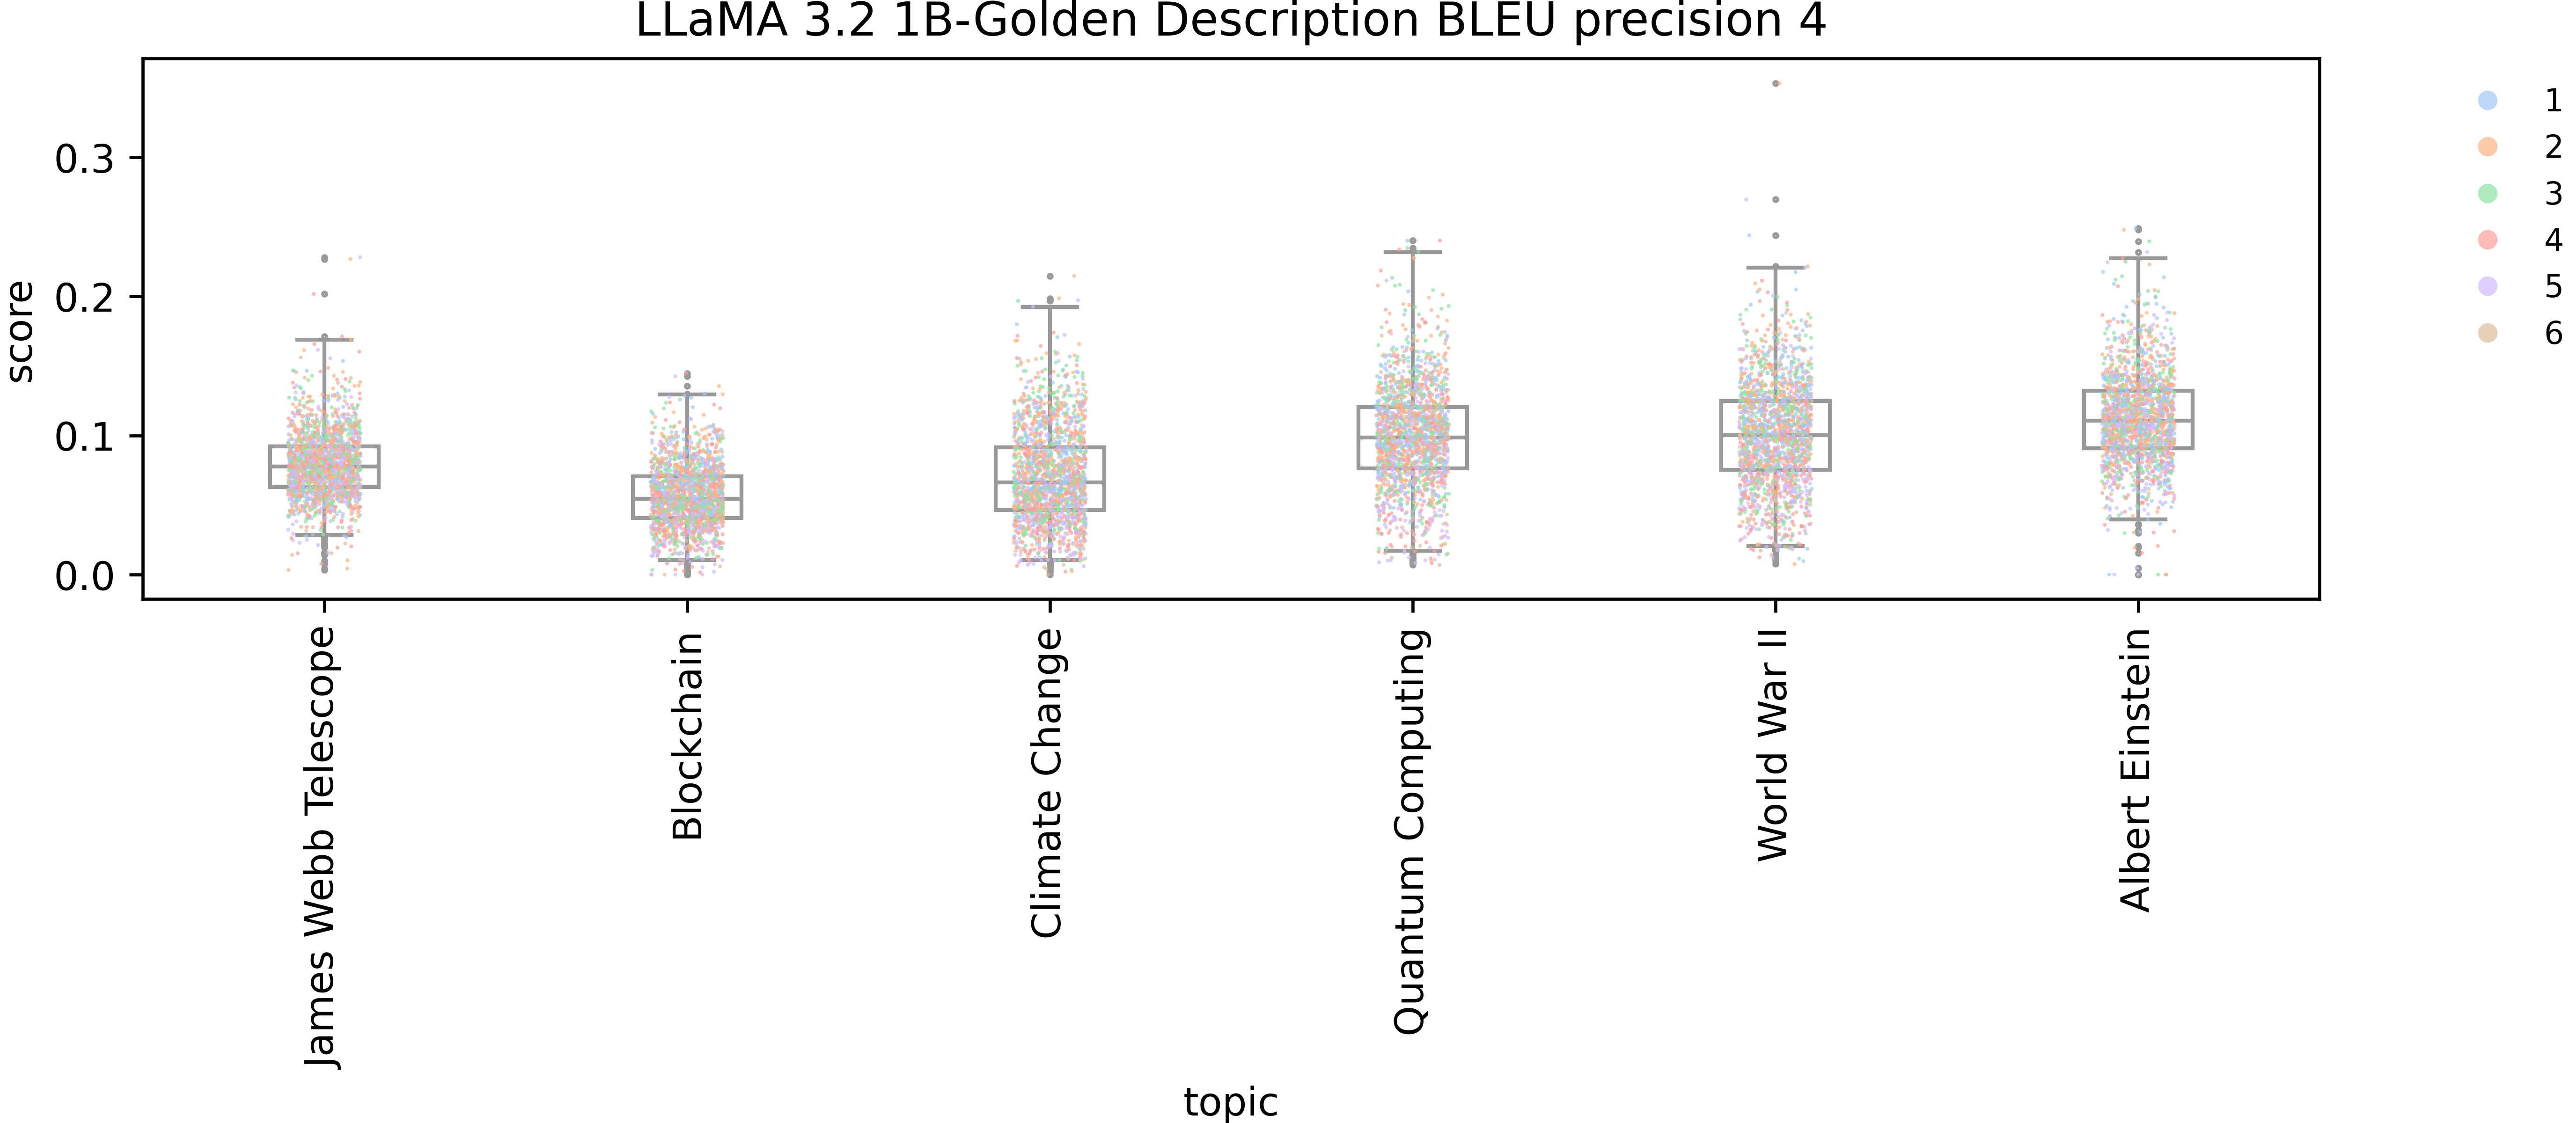 LLaMA 3.2 1B-Golden Description BLEU precision 4
score
0.3
0.2
0.1
0.0
1
2
3
4
5
6
James Webb Telescope
Blockchain
Climate Change
Quantum Computing
World War II
Albert Einstein
topic